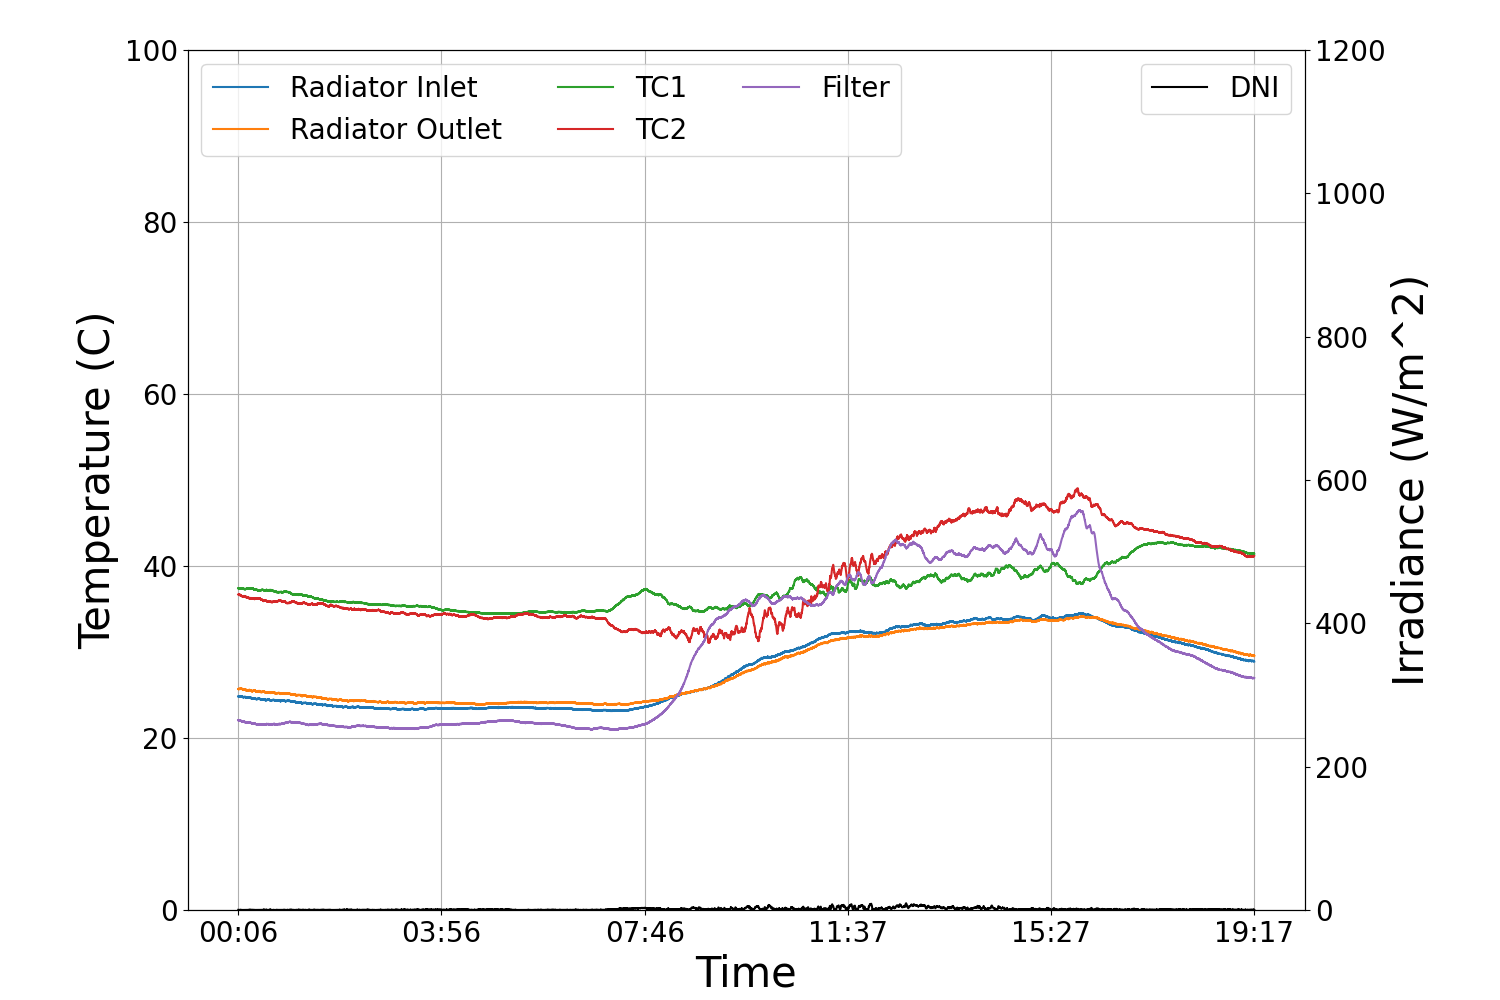 Radiator Inlet
Radiator Outlet
TC1
TC2
Filter
DNI
Temperature (C)
100
80
60
40
20
0
Irradiance (W/m^2)
1200
1000
800
600
400
200
0
00:06 03:56 07:46 11:37 15:27 19:17
Time